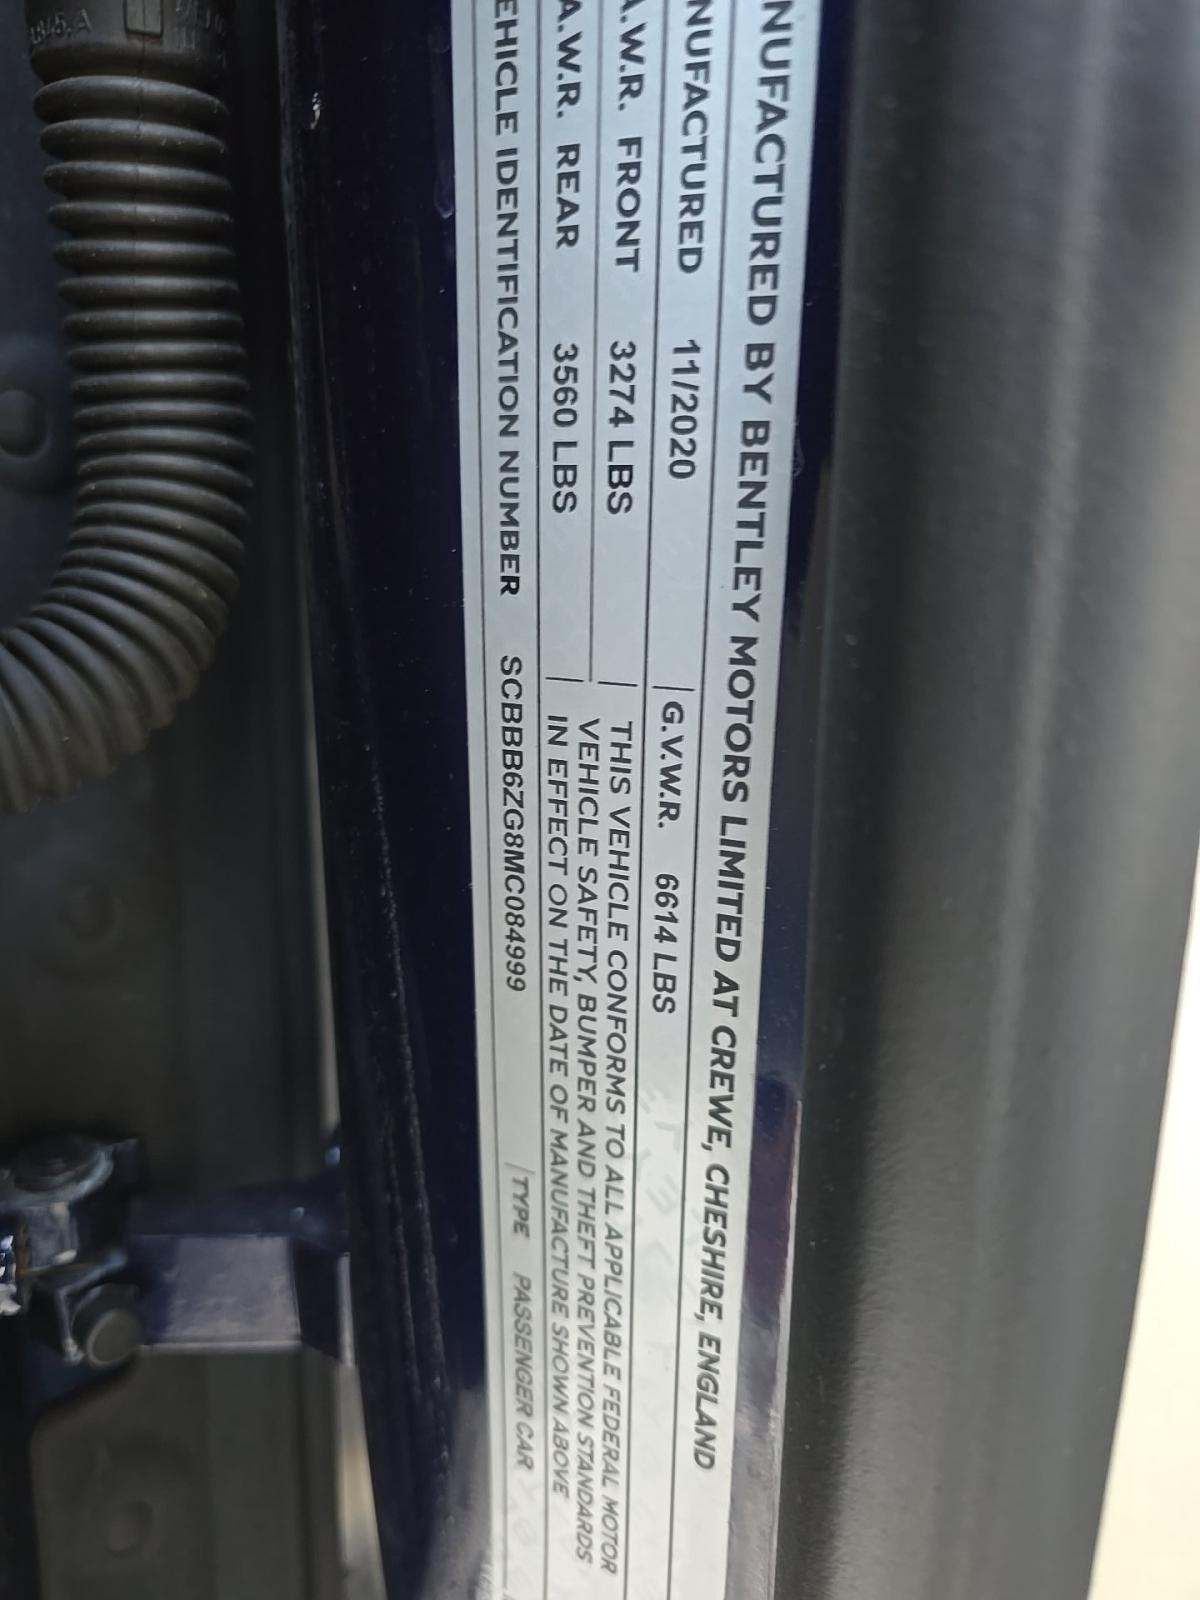 NUFACTURED BY BENTLEY MOTORS LIMITED AT CREWE, CHESHIRE, ENGLAND
NUFACTURED 11/2020 G.V.W.R. 6614 LBS
A.W.R. FRONT 3274 LBS THIS VEHICLE CONFORMS TO ALL APPLICABLE FEDERAL MOTOR
VEHICLE SAFETY, BUMPER AND THEFT PREVENTION STANDARDS
A.W.R. REAR 3560 LBS IN EFFECT ON THE DATE OF MANUFACTURE SHOWN ABOVE
EHICLE IDENTIFICATION NUMBER SCBBB6ZG8MC084999 TYPE PASSENGER CAR